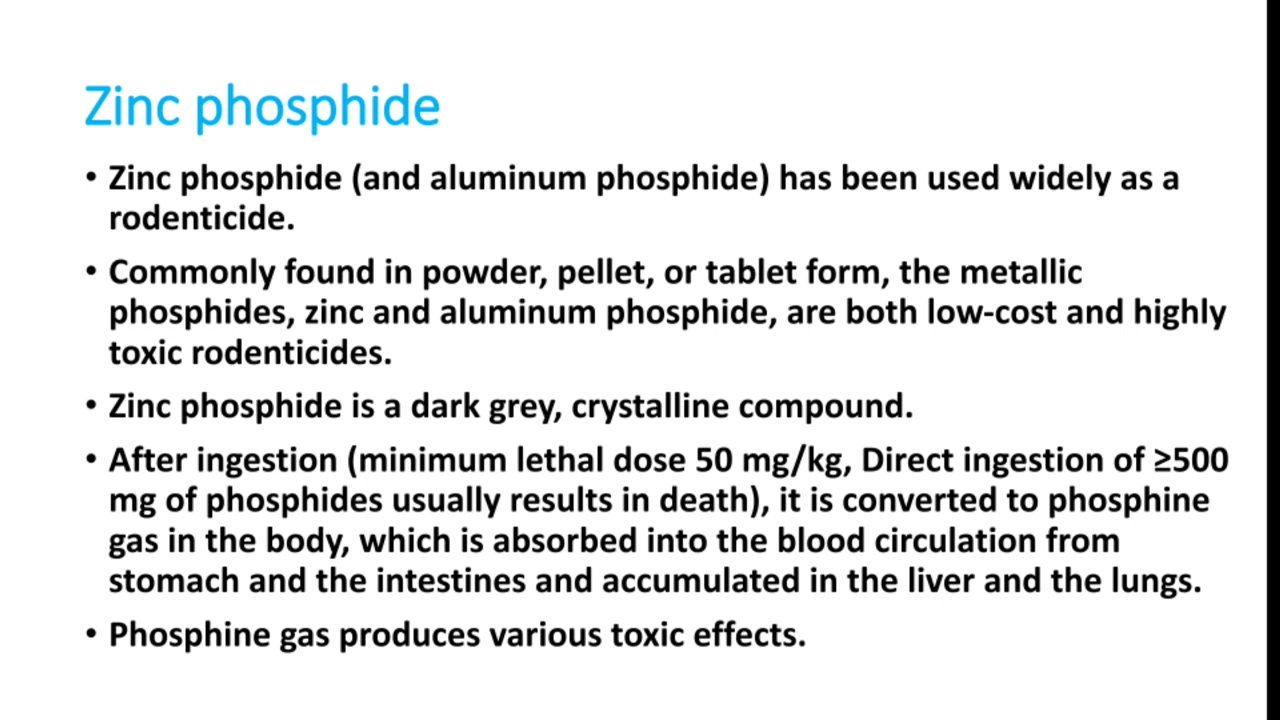 Zinc phosphide
• Zinc phosphide (and aluminum phosphide) has been used widely as a
rodenticide.
• Commonly found in powder, pellet, or tablet form, the metallic
phosphides, zinc and aluminum phosphide, are both low-cost and highly
toxic rodenticides.
• Zinc phosphide is a dark grey, crystalline compound.
• After ingestion (minimum lethal dose 50 mg/kg, Direct ingestion of ≥500
mg of phosphides usually results in death), it is converted to phosphine
gas in the body, which is absorbed into the blood circulation from
stomach and the intestines and accumulated in the liver and the lungs.
• Phosphine gas produces various toxic effects.